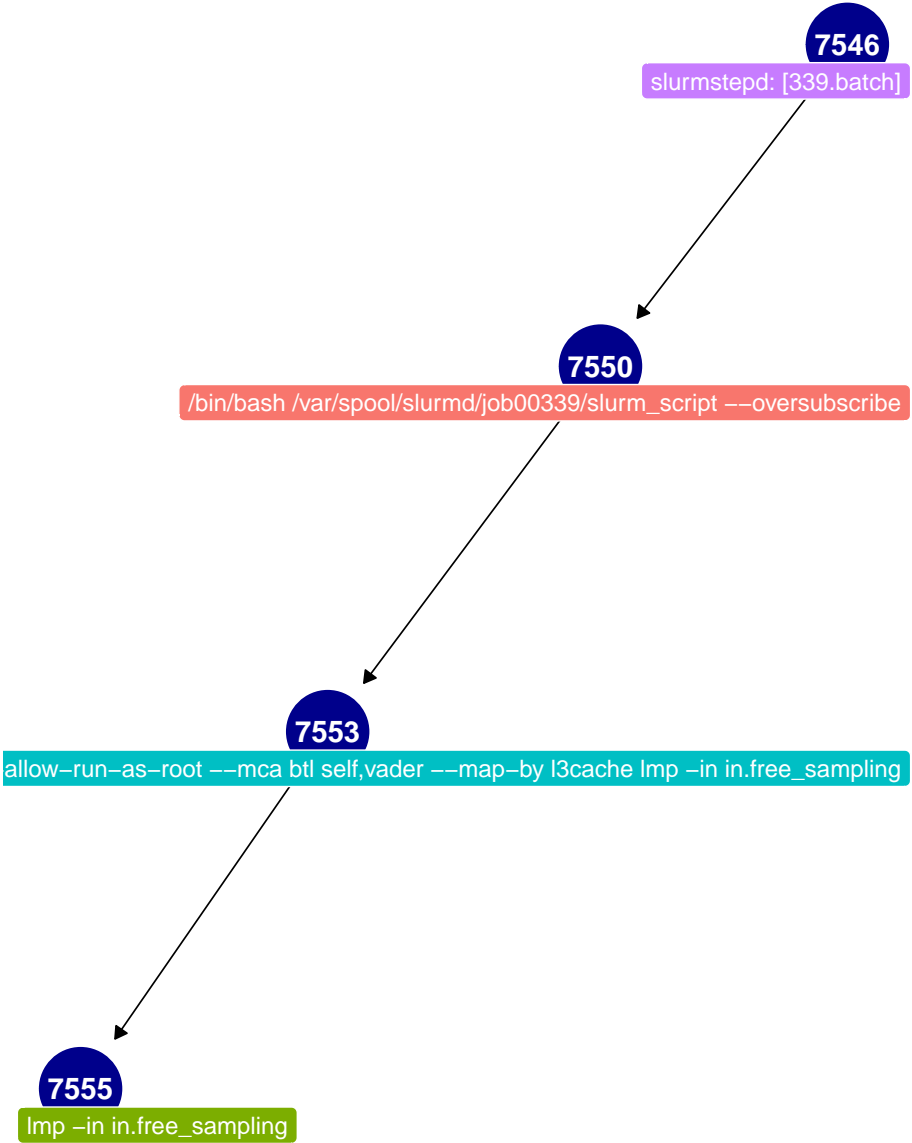 7546
slurmstepd: [339.batch]
7550
/bin/bash /var/spool/slurmd/job00339/slurm_script −−oversubscribe
7553
allow−run−as−root −−mca btl self,vader −−map−by l3cache lmp −in in.free_sampling
7555
lmp −in in.free_sampling